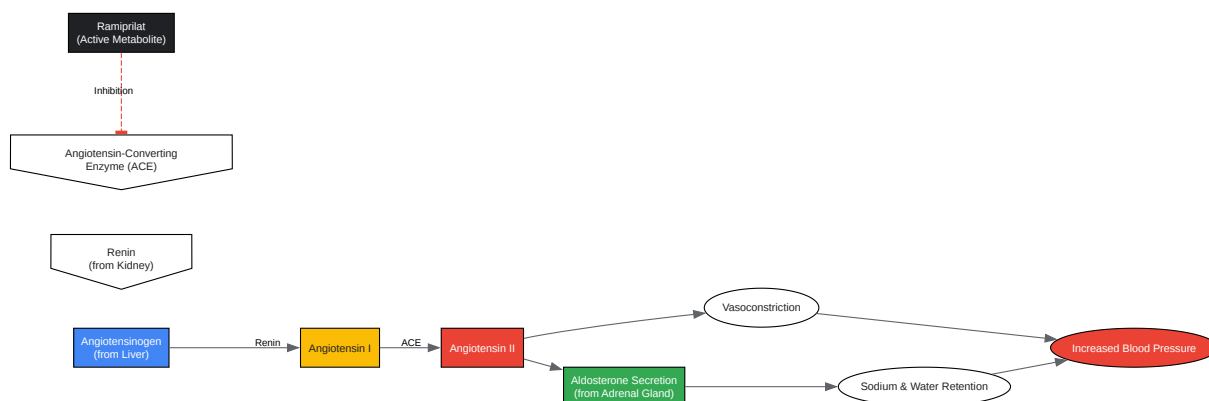 Ramiprilat
(Active Metabolite)
Inhibition
Angiotensin-Converting
Enzyme (ACE)
Renin
(from Kidney)
Angiotensinogen
(from Liver)
Renin
Angiotensin I
ACE
Angiotensin II
Vasoconstriction
Aldosterone Secretion
(from Adrenal Gland)
Sodium & Water Retention
Increased Blood Pressure